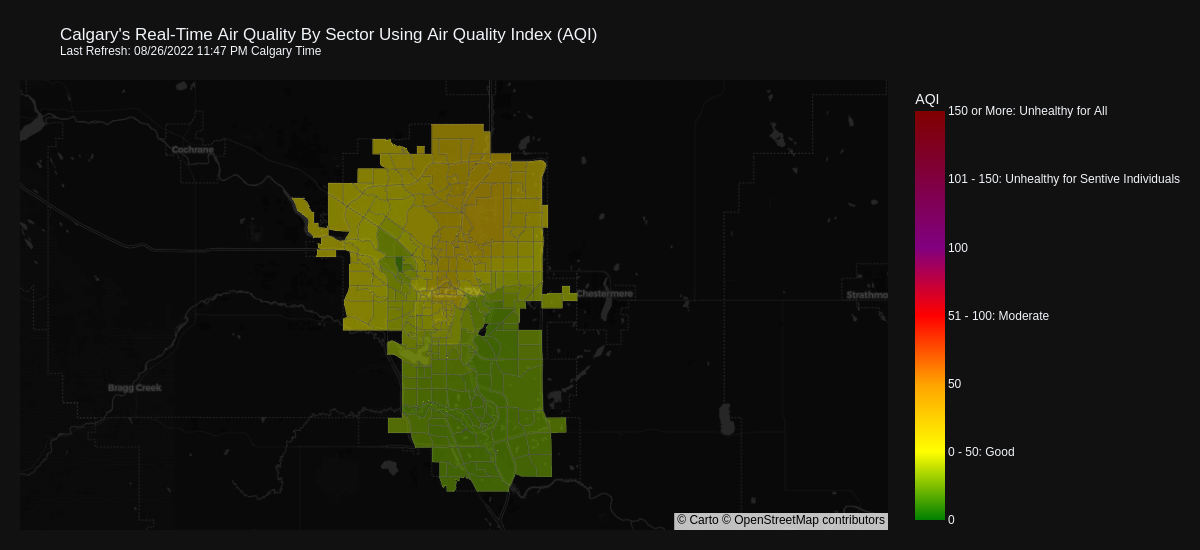 Calgary's Real-Time Air Quality By Sector Using Air Quality Index (AQI)
Last Refresh: 08/26/2022 11:47 PM Calgary Time
AQI
150 or More: Unhealthy for All
101 - 150: Unhealthy for Sentive Individuals
100
51 - 100: Moderate
50
0 - 50: Good
0
Cochrane
Chestermere
Strathmo
Bragg Creek
© Carto © OpenStreetMap contributors